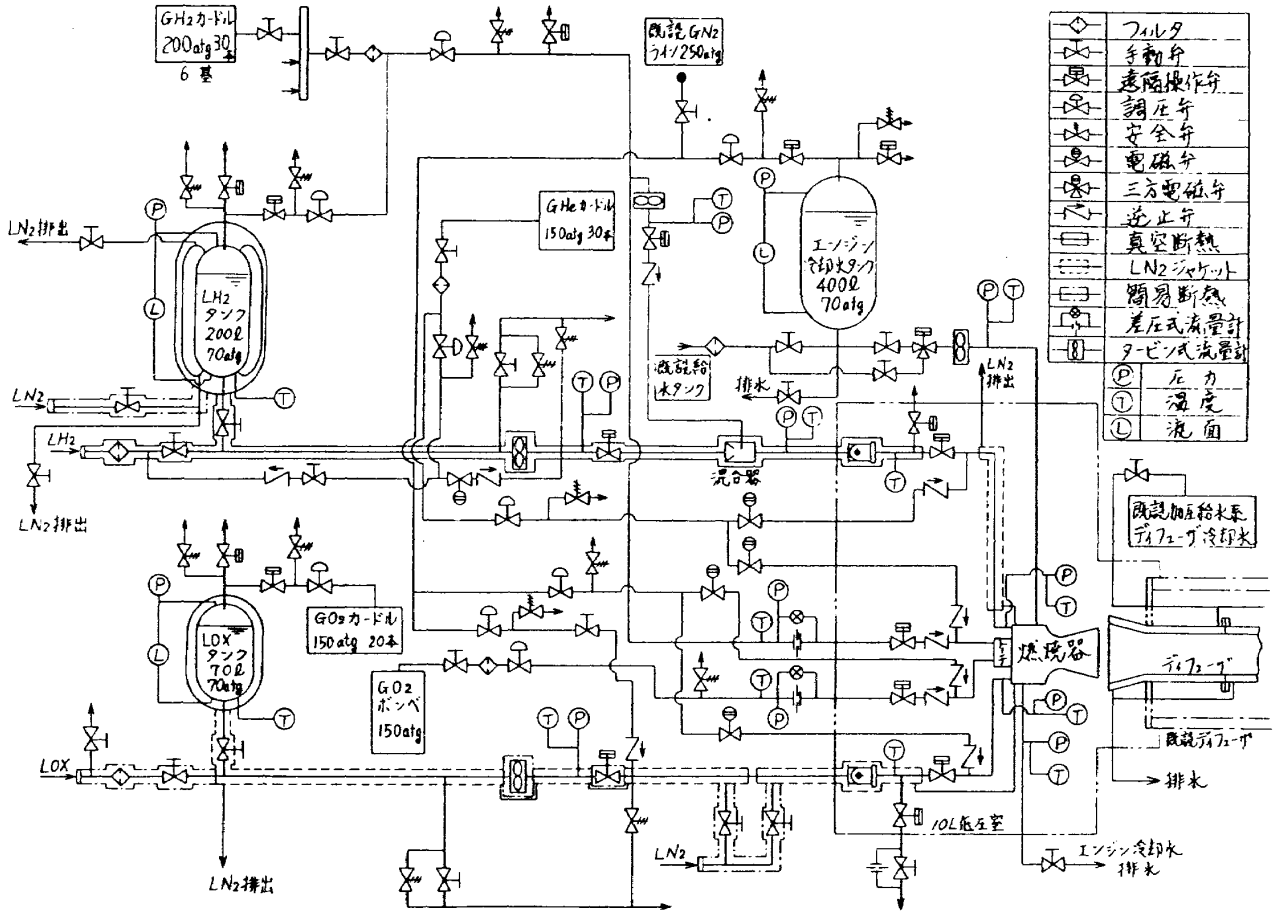 GH2カードル
200atg 30本
6基
既設GN2
ライン250atg
フィルタ
手動弁
遠隔操作弁
調圧弁
安全弁
電磁弁
三方電磁弁
逆止弁
真空断熱
LN2ジャケット
簡易断熱
差圧式流量計
タービン式流量計
P 圧力
T 温度
L 液面
P
LN2排出
L
LH2
タンク
200ℓ
70atg
T
LN2
LH2
LN2排出
GHeカードル
150atg 30本
T
P
P
L
エンジン
冷却水タンク
400ℓ
70atg
既設給
水タンク
排水
P
T
LN2
排出
T
P
P
T
混合器
T
既設加圧給水系
ディフューザ冷却水
P
L
LOX
タンク
70ℓ
70atg
T
GO2カードル
150atg 20本
GO2
ボンベ
150atg
T
P
T
P
P
T
燃焼器
ディフューザ
既設ディフューザ
P
T
P
T
排水
LOX
T
P
T
LN2
10L低圧室
LN2排出
エンジン冷却水
排水